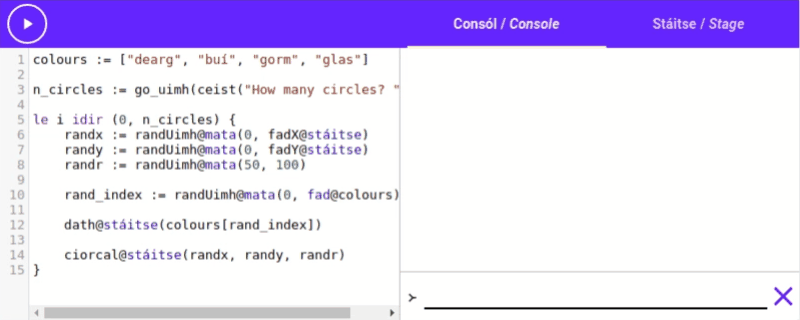 Consól / Console
Stáitse / Stage
1 colours := ["dearg", "buí", "gorm", "glas"]
2
3 n_circles := go_uimh(ceist("How many circles? "
4
5 le i idir (0, n_circles) {
6 randx := randUimh@mata(0, fadX@stáitse)
7 randy := randUimh@mata(0, fadY@stáitse)
8 randr := randUimh@mata(50, 100)
9
10 rand_index := randUimh@mata(0, fad@colours)
11
12 dath@stáitse(colours[rand_index])
13
14 ciorcal@stáitse(randx, randy, randr)
15 }